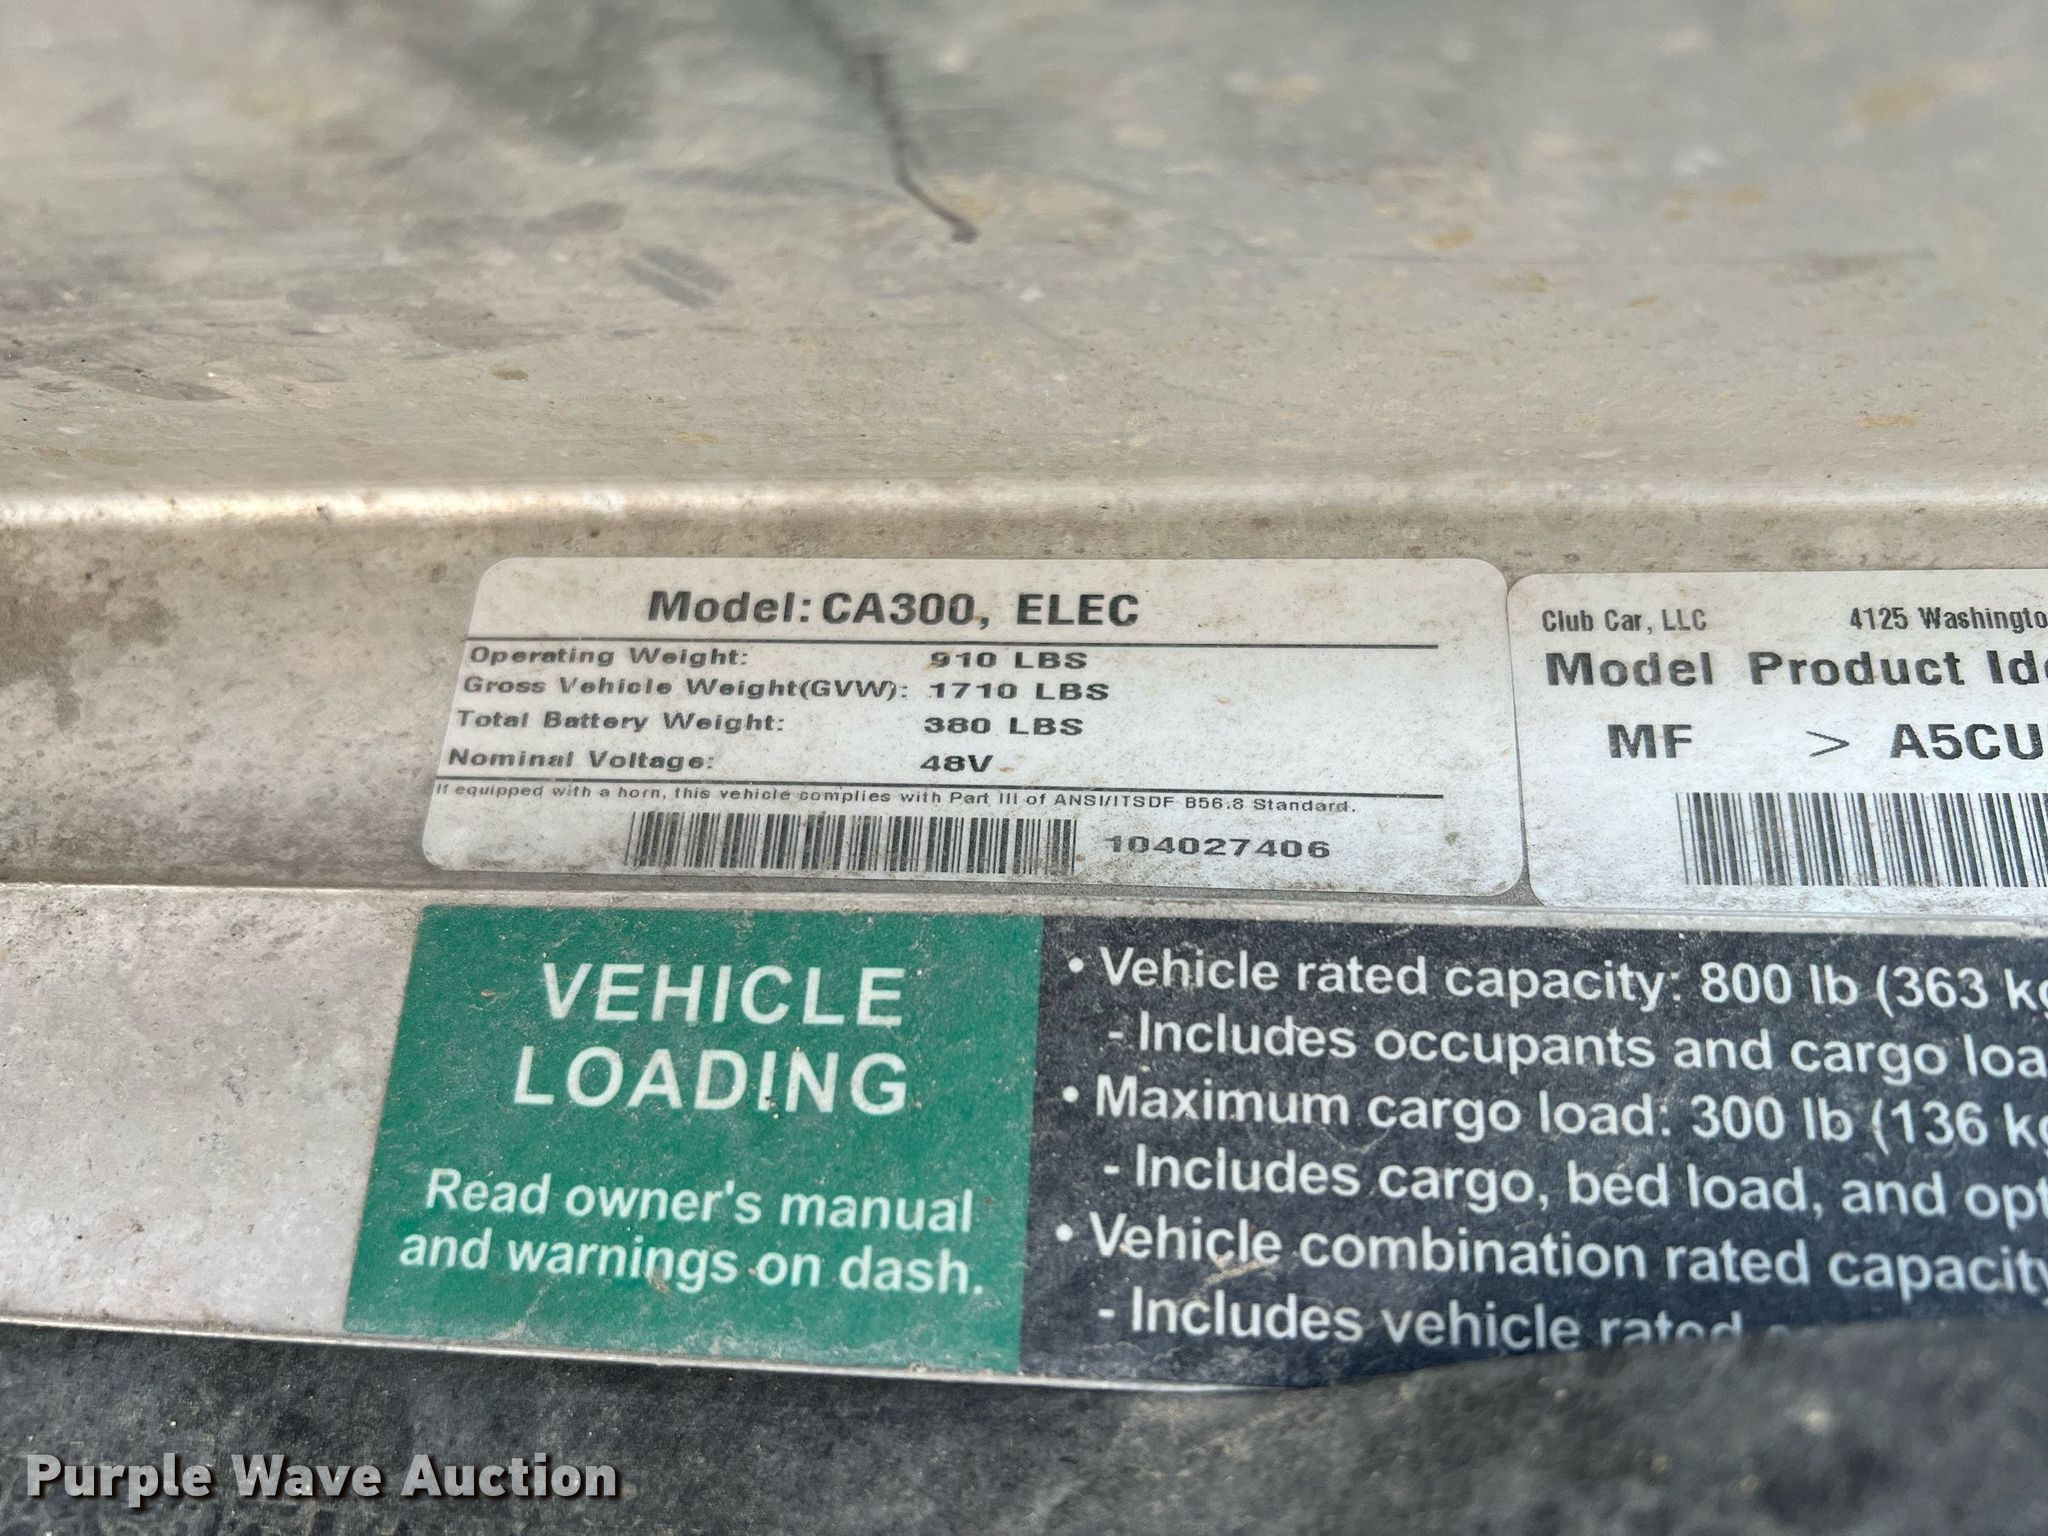 Model: CA300, ELEC
Operating Weight: 910 LBS
Gross Vehicle Weight(GVW): 1710 LBS
Total Battery Weight: 380 LBS
Nominal Voltage: 48V
If equipped with a horn, this vehicle complies with Part III of ANSI/ITSDF B56.8 Standard.
104027406
Club Car, LLC 4125 Washingto
Model Product Ide
MF > A5CU
VEHICLE
LOADING
Read owner's manual
and warnings on dash.
• Vehicle rated capacity: 800 lb (363 kg
- Includes occupants and cargo loa
• Maximum cargo load: 300 lb (136 kg
- Includes cargo, bed load, and opt
• Vehicle combination rated capacity
- Includes vehicle rated
Purple Wave Auction